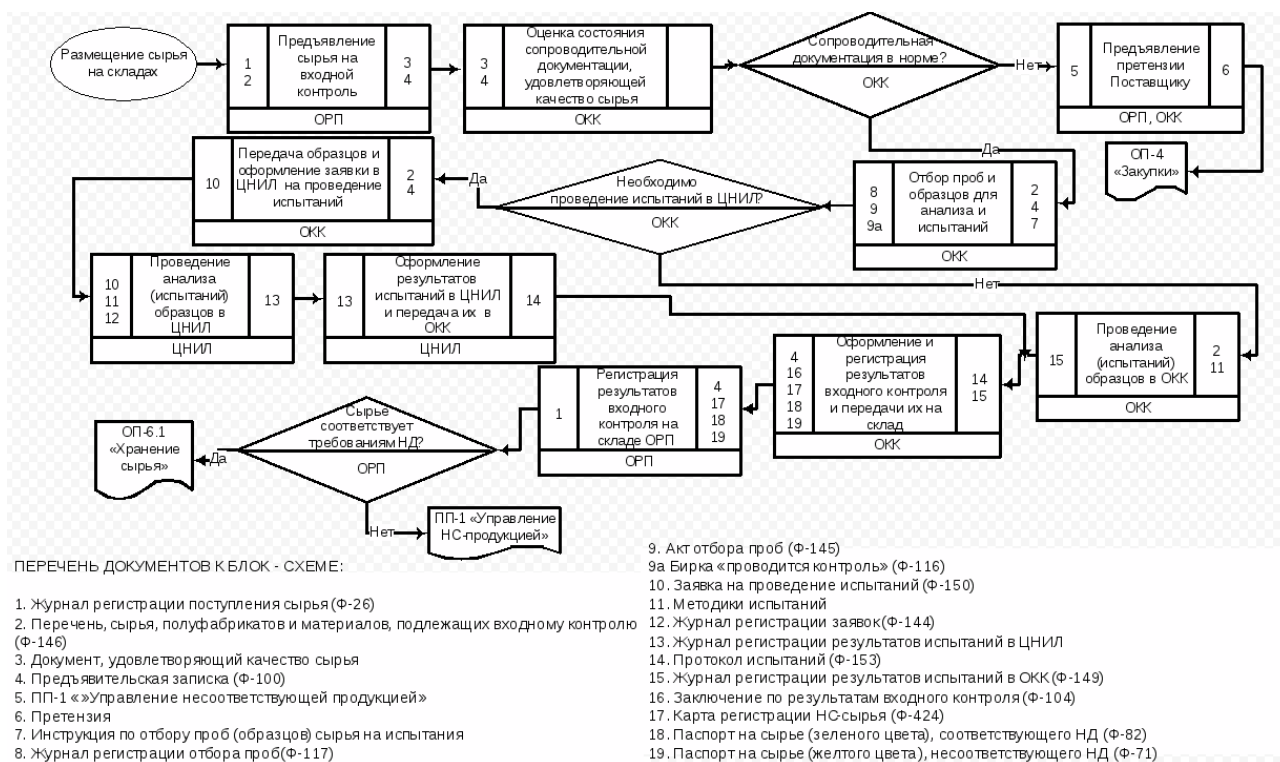 Размещение сырья
на складах
1
2
Предъявление
сырья на
входной
контроль
3
4
ОРП
3
4
Оценка состояния
сопроводительной
документации,
удовлетворяющей
качество сырья
ОКК
Сопроводительная
документация в норме?
ОКК
Нет
5
Предъявление
претензии
Поставщику
6
ОРП, ОКК
Да
ОП-4
«Закупки»
10
Передача образцов и
оформление заявки в
ЦНИЛ на проведение
испытаний
2
4
ОКК
Да
Необходимо
проведение испытаний в ЦНИЛ?
ОКК
8
9
9а
Отбор проб и
образцов для
анализа и
испытаний
2
4
7
ОКК
Нет
10
11
12
Проведение
анализа
(испытаний)
образцов в
ЦНИЛ
13
ЦНИЛ
13
Оформление
результатов
испытаний в ЦНИЛ
и передача их в
ОКК
14
ЦНИЛ
15
Проведение
анализа
(испытаний)
образцов в ОКК
2
11
ОКК
4
16
17
18
19
Оформление и
регистрация
результатов
входного контроля
и передачи их на
склад
14
15
ОКК
1
Регистрация
результатов
входного
контроля на
складе ОРП
4
17
18
19
ОРП
Сырье
соответствует
требованиям НД?
ОРП
Да
ОП-6.1
«Хранение
сырья»
Нет
ПП-1 «Управление
НС-продукцией»
ПЕРЕЧЕНЬ ДОКУМЕНТОВ К БЛОК - СХЕМЕ:
1. Журнал регистрации поступления сырья (Ф-26)
2. Перечень, сырья, полуфабрикатов и материалов, подлежащих входному контролю
(Ф-146)
3. Документ, удовлетворяющий качество сырья
4. Предъявительская записка (Ф-100)
5. ПП-1 «»Управление несоответствующей продукцией»
6. Претензия
7. Инструкция по отбору проб (образцов) сырья на испытания
8. Журнал регистрации отбора проб(Ф-117)
9. Акт отбора проб (Ф-145)
9а Бирка «проводится контроль» (Ф-116)
10. Заявка на проведение испытаний (Ф-150)
11. Методики испытаний
12. Журнал регистрации заявок(Ф-144)
13. Журнал регистрации результатов испытаний в ЦНИЛ
14. Протокол испытаний (Ф-153)
15. Журнал регистрации результатов испытаний в ОКК (Ф-149)
16. Заключение по результатам входного контроля (Ф-104)
17. Карта регистрации НС-сырья (Ф-424)
18. Паспорт на сырье (зеленого цвета), соответствующего НД (Ф-82)
19. Паспорт на сырье (желтого цвета), несоответствующего НД (Ф-71)